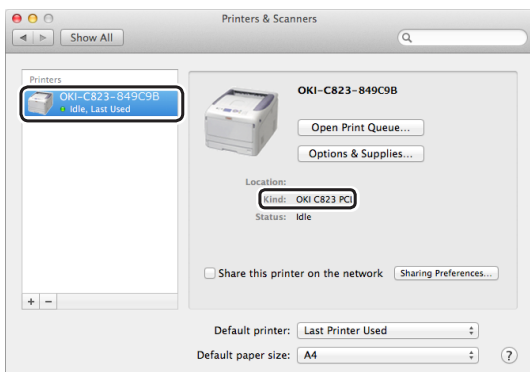 Printers & Scanners
Show All
Printers
OKI-C823-849C9B
Idle, Last Used
OKI-C823-849C9B
Open Print Queue...
Options & Supplies...
Location:
Kind: OKI C823 PCL
Status: Idle
Share this printer on the network Sharing Preferences...
+ −
Default printer: Last Printer Used
Default paper size: A4 ?